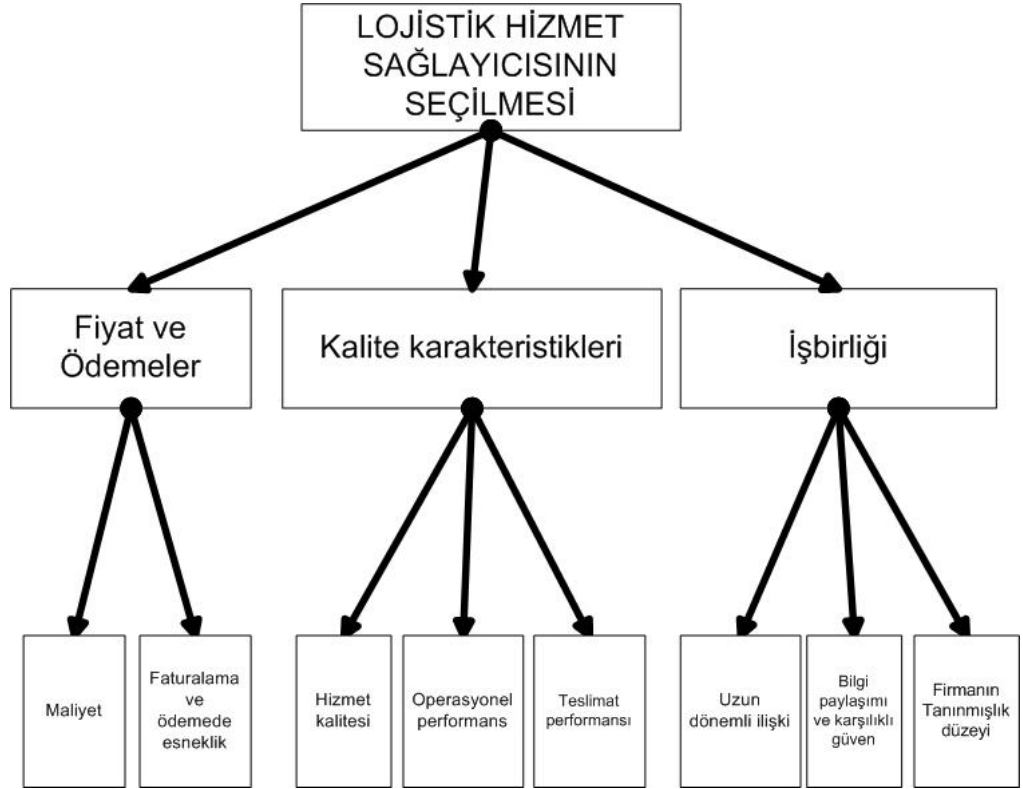 LOJİSTİK HİZMET
SAĞLAYICISININ
SEÇİLMESİ
Fiyat ve
Ödemeler
Kalite karakteristikleri
İşbirliği
Maliyet
Faturalama
ve
ödemede
esneklik
Hizmet
kalitesi
Operasyonel
performans
Teslimat
performansı
Uzun
dönemli ilişki
Bilgi
paylaşımı
ve karşılıklı
güven
Firmanın
Tanınmışlık
düzeyi